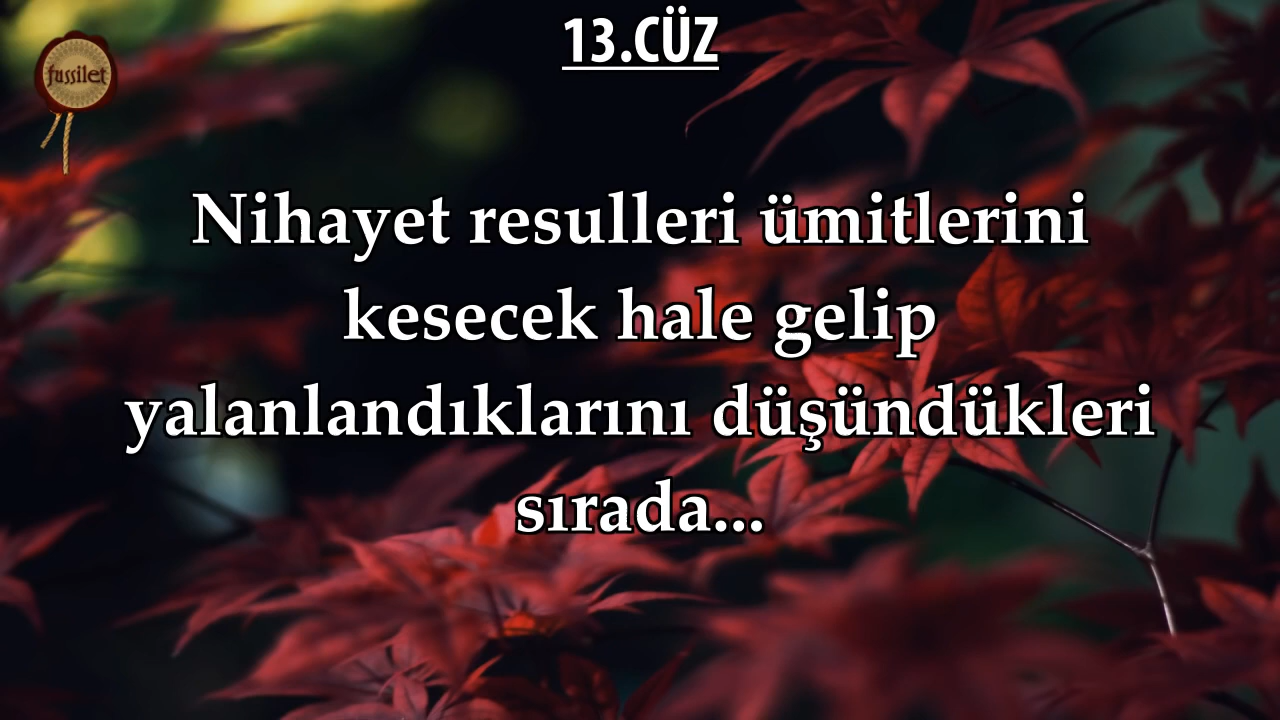 13.CÜZ
fussilet
Nihayet resulleri ümitlerini
kesecek hale gelip
yalanlandıklarını düşündükleri
sırada...